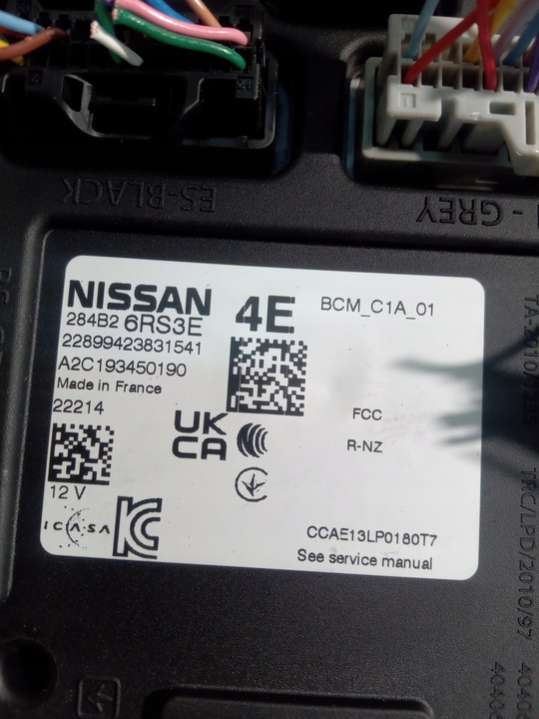 E5-BLACK
- GREY
NISSAN
284B2 6RS3E
4E
BCM_C1A_01
22899423831541
A2C193450190
Made in France
22214
FCC
R-NZ
UK
CA
12 V
ICASA
CCAE13LP0180T7
See service manual
TRC/LPD/2010/97